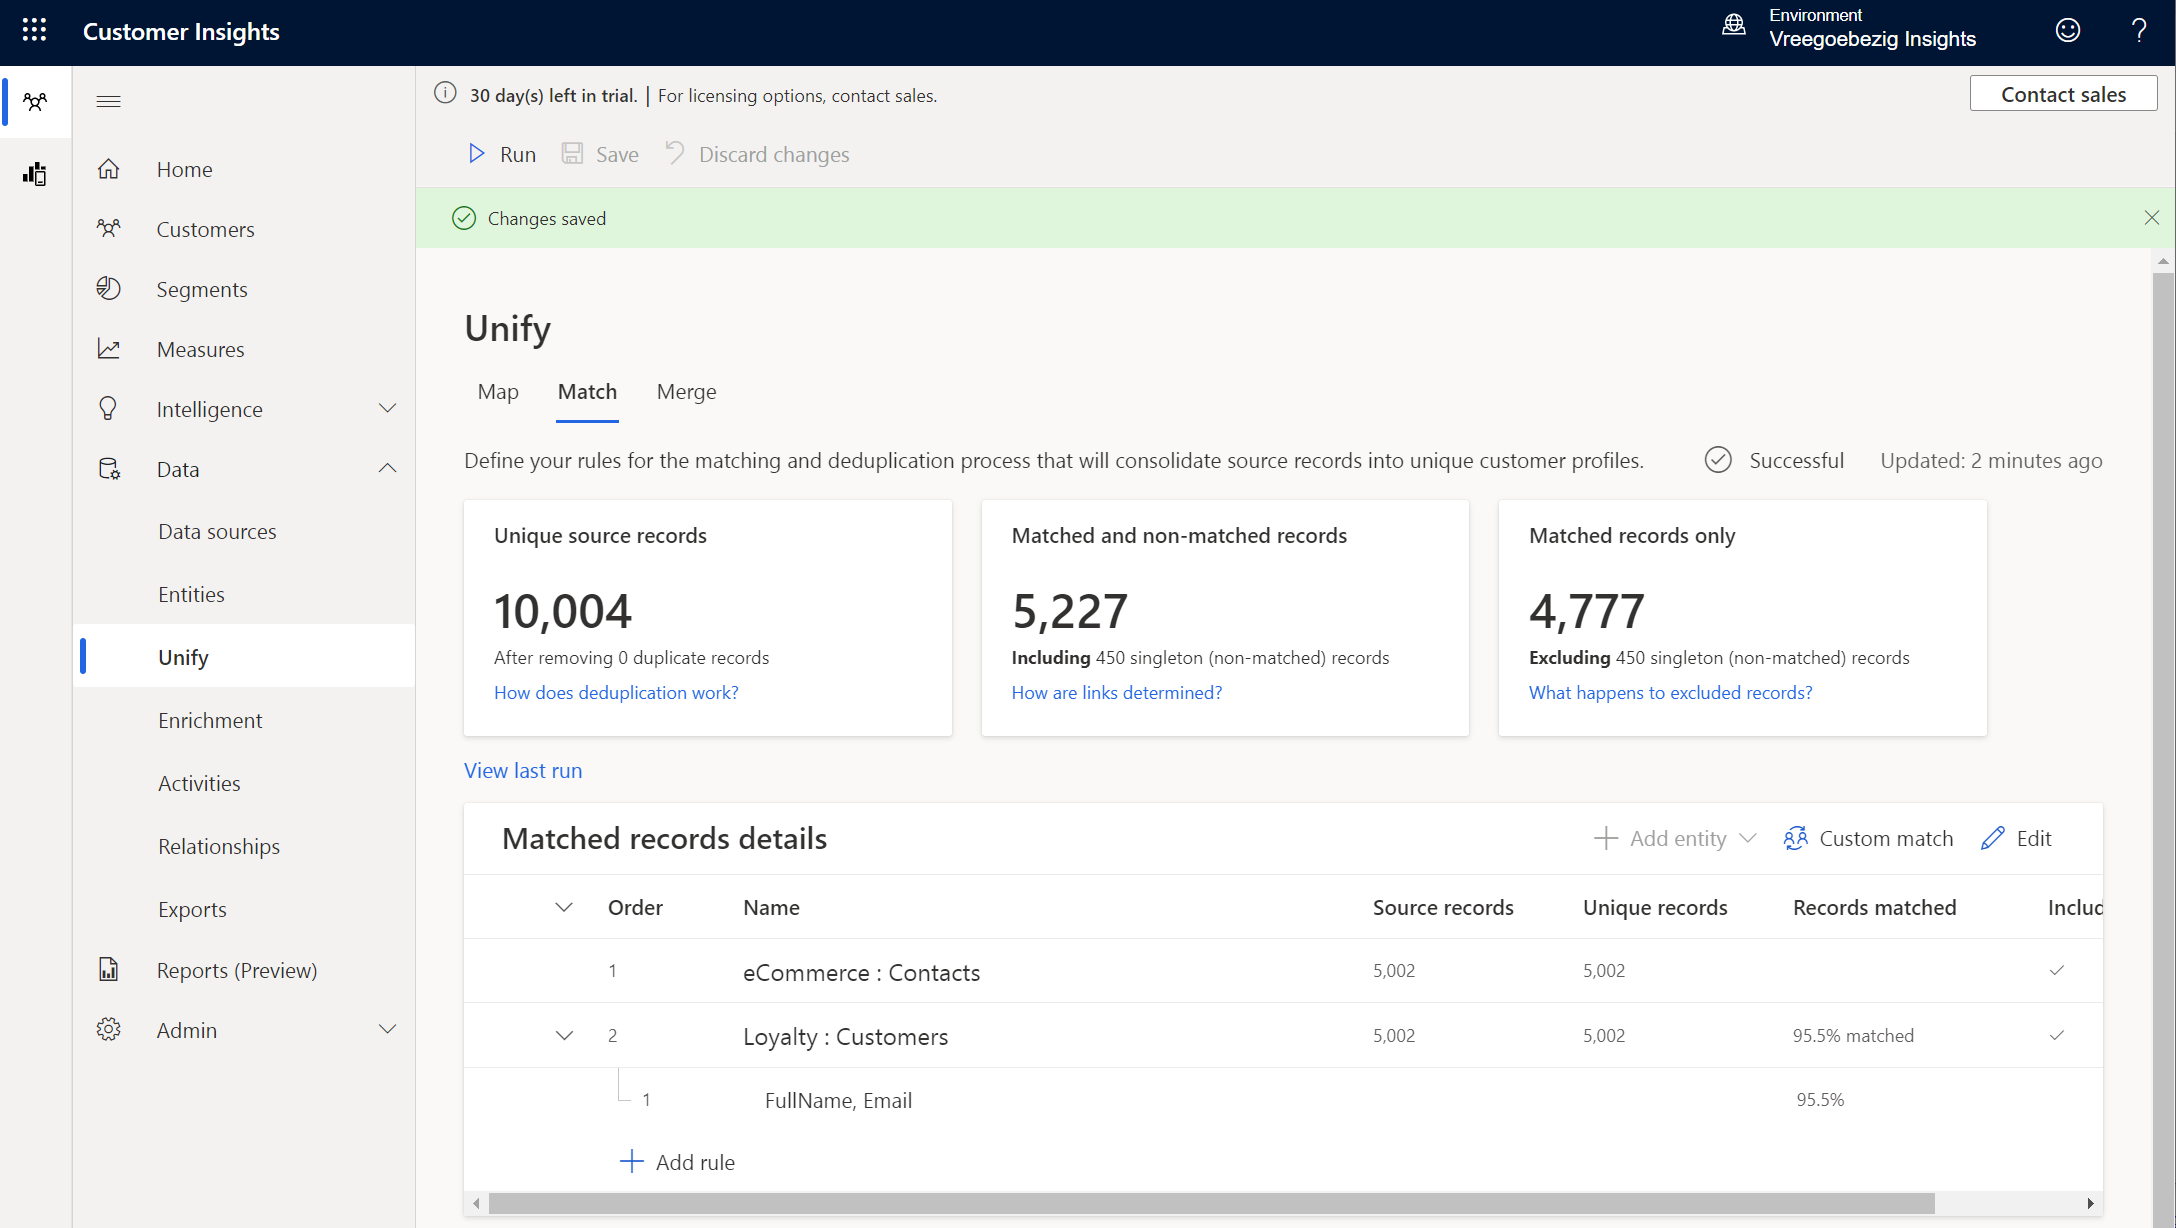 Customer Insights
Environment
Vreegoebezig Insights
?
30 day(s) left in trial. | For licensing options, contact sales.
Contact sales
Run
Save
Discard changes
Changes saved
Home
Customers
Segments
Measures
Intelligence
Data
Data sources
Entities
Unify
Enrichment
Activities
Relationships
Exports
Reports (Preview)
Admin
Unify
Map Match Merge
Define your rules for the matching and deduplication process that will consolidate source records into unique customer profiles.
Successful
Updated: 2 minutes ago
Unique source records
10,004
After removing 0 duplicate records
How does deduplication work?
Matched and non-matched records
5,227
Including 450 singleton (non-matched) records
How are links determined?
Matched records only
4,777
Excluding 450 singleton (non-matched) records
What happens to excluded records?
View last run
Matched records details
Add entity
Custom match
Edit
Order Name Source records Unique records Records matched Includ
1 eCommerce : Contacts 5,002 5,002
2 Loyalty : Customers 5,002 5,002 95.5% matched
1 FullName, Email 95.5%
Add rule